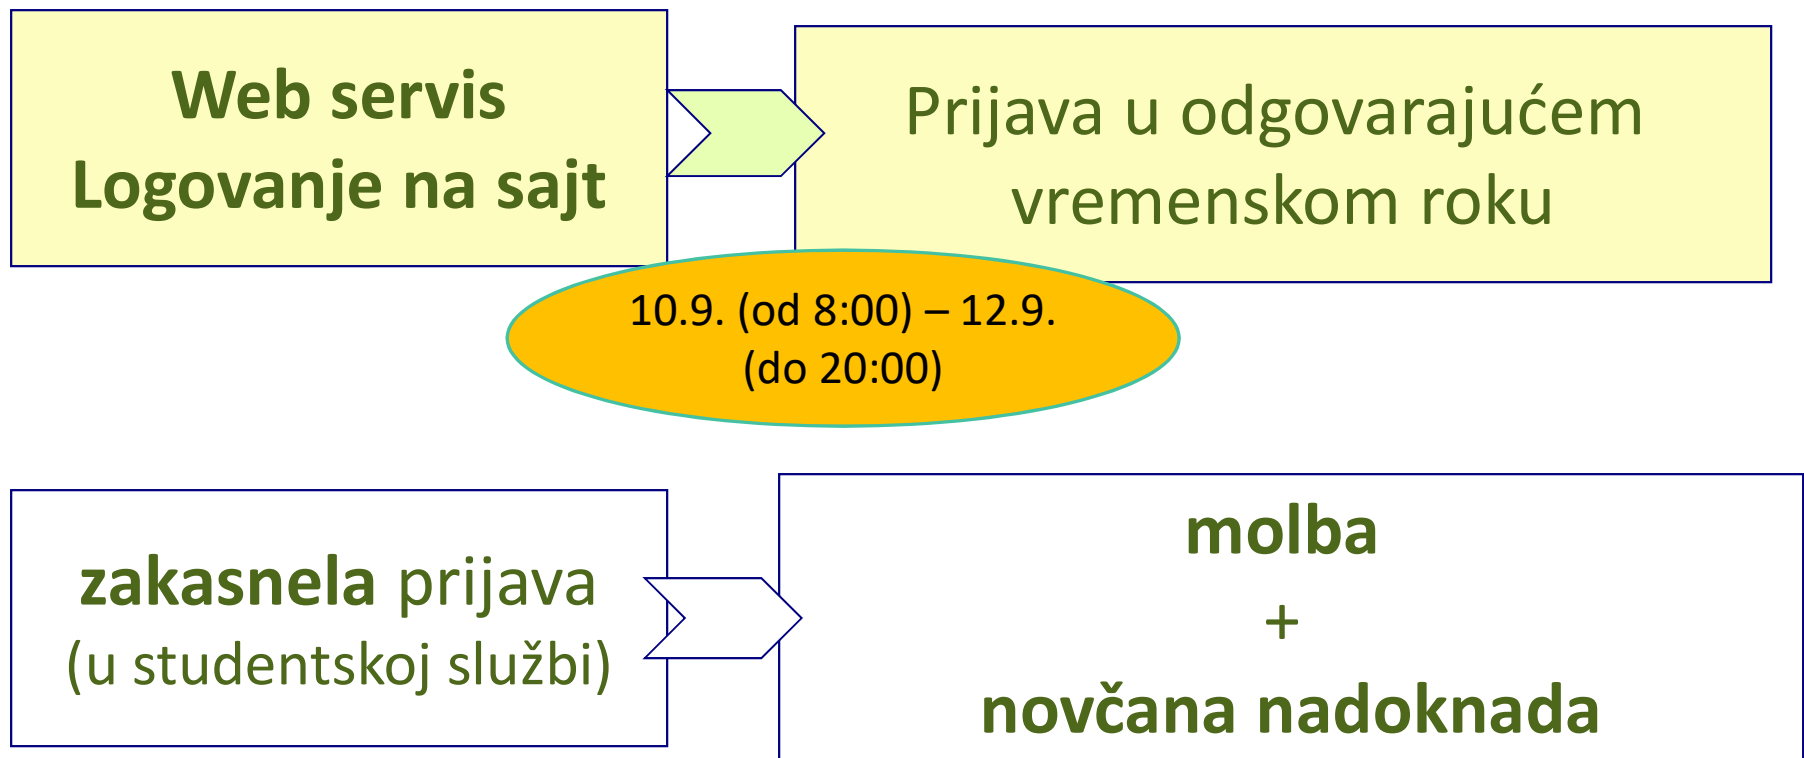 Web servis
Logovanje na sajt
Prijava u odgovarajućem
vremenskom roku
10.9. (od 8:00) – 12.9.
(do 20:00)
zakasnela prijava
(u studentskoj službi)
molba
+
novčana nadoknada